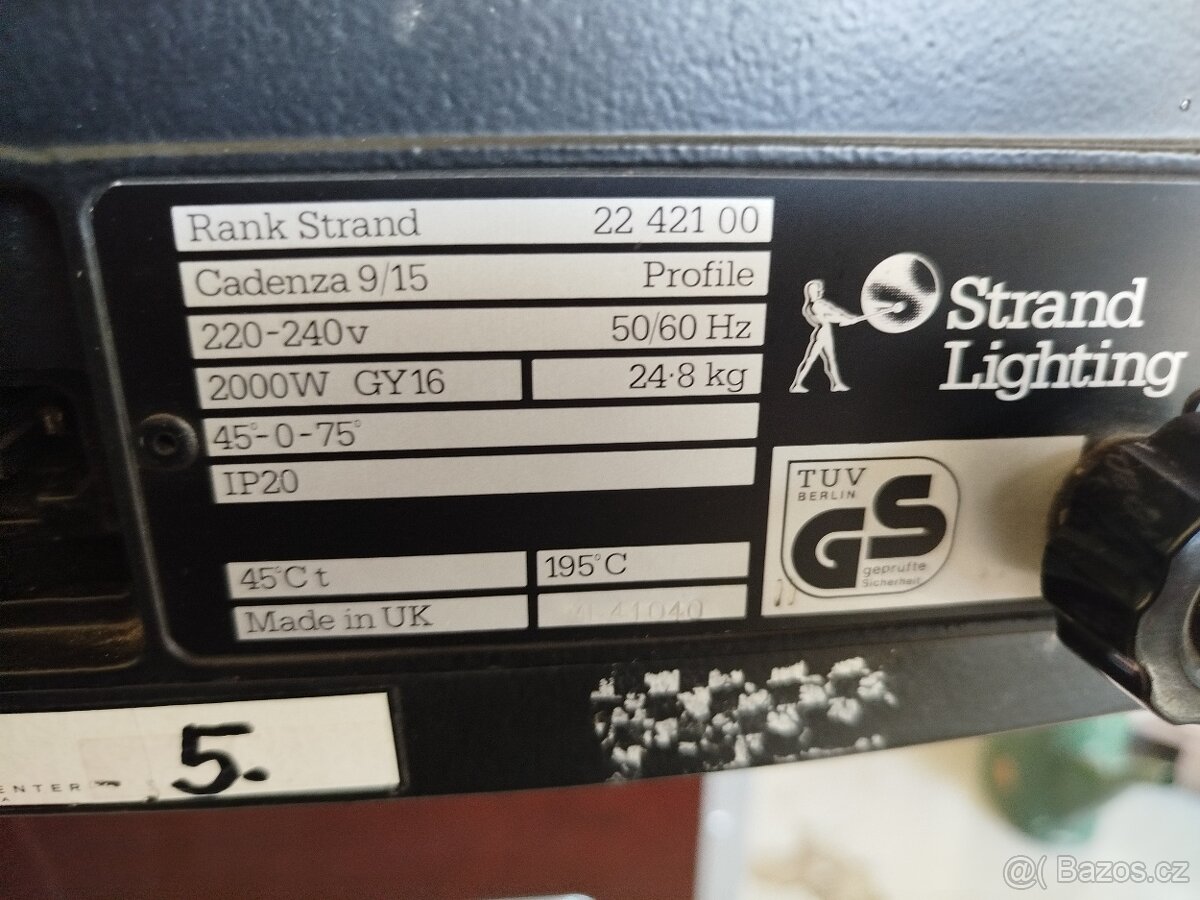 Rank Strand 22 421 00
Cadenza 9/15 Profile
220-240v 50/60 Hz
2000W GY16 24·8 kg
45°-0-75°
IP20
45°C t 195°C
Made in UK 41040
Strand
Lighting
TUV
BERLIN
GS
geprüfte
Sicherheit
5.
ENTER
@( Bazos.cz